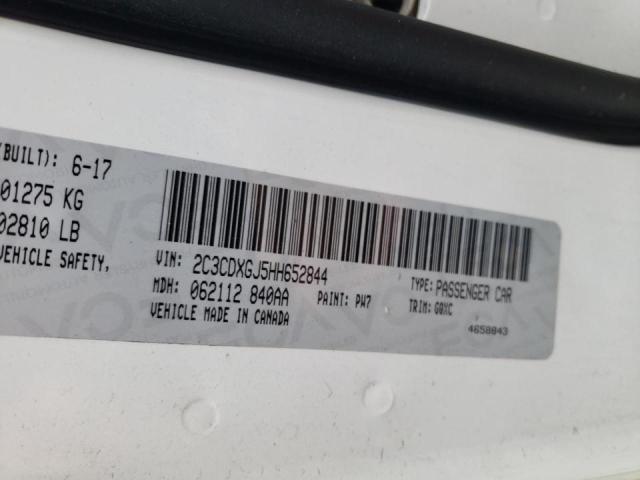 (BUILT): 6-17
01275 KG
02810 LB
VEHICLE SAFETY,
VIN: 2C3CDXGJ5HH652844
MDH: 062112 840AA PAINT: PW7
VEHICLE MADE IN CANADA
TYPE: PASSENGER CAR
TRIM: G0XC
4658843